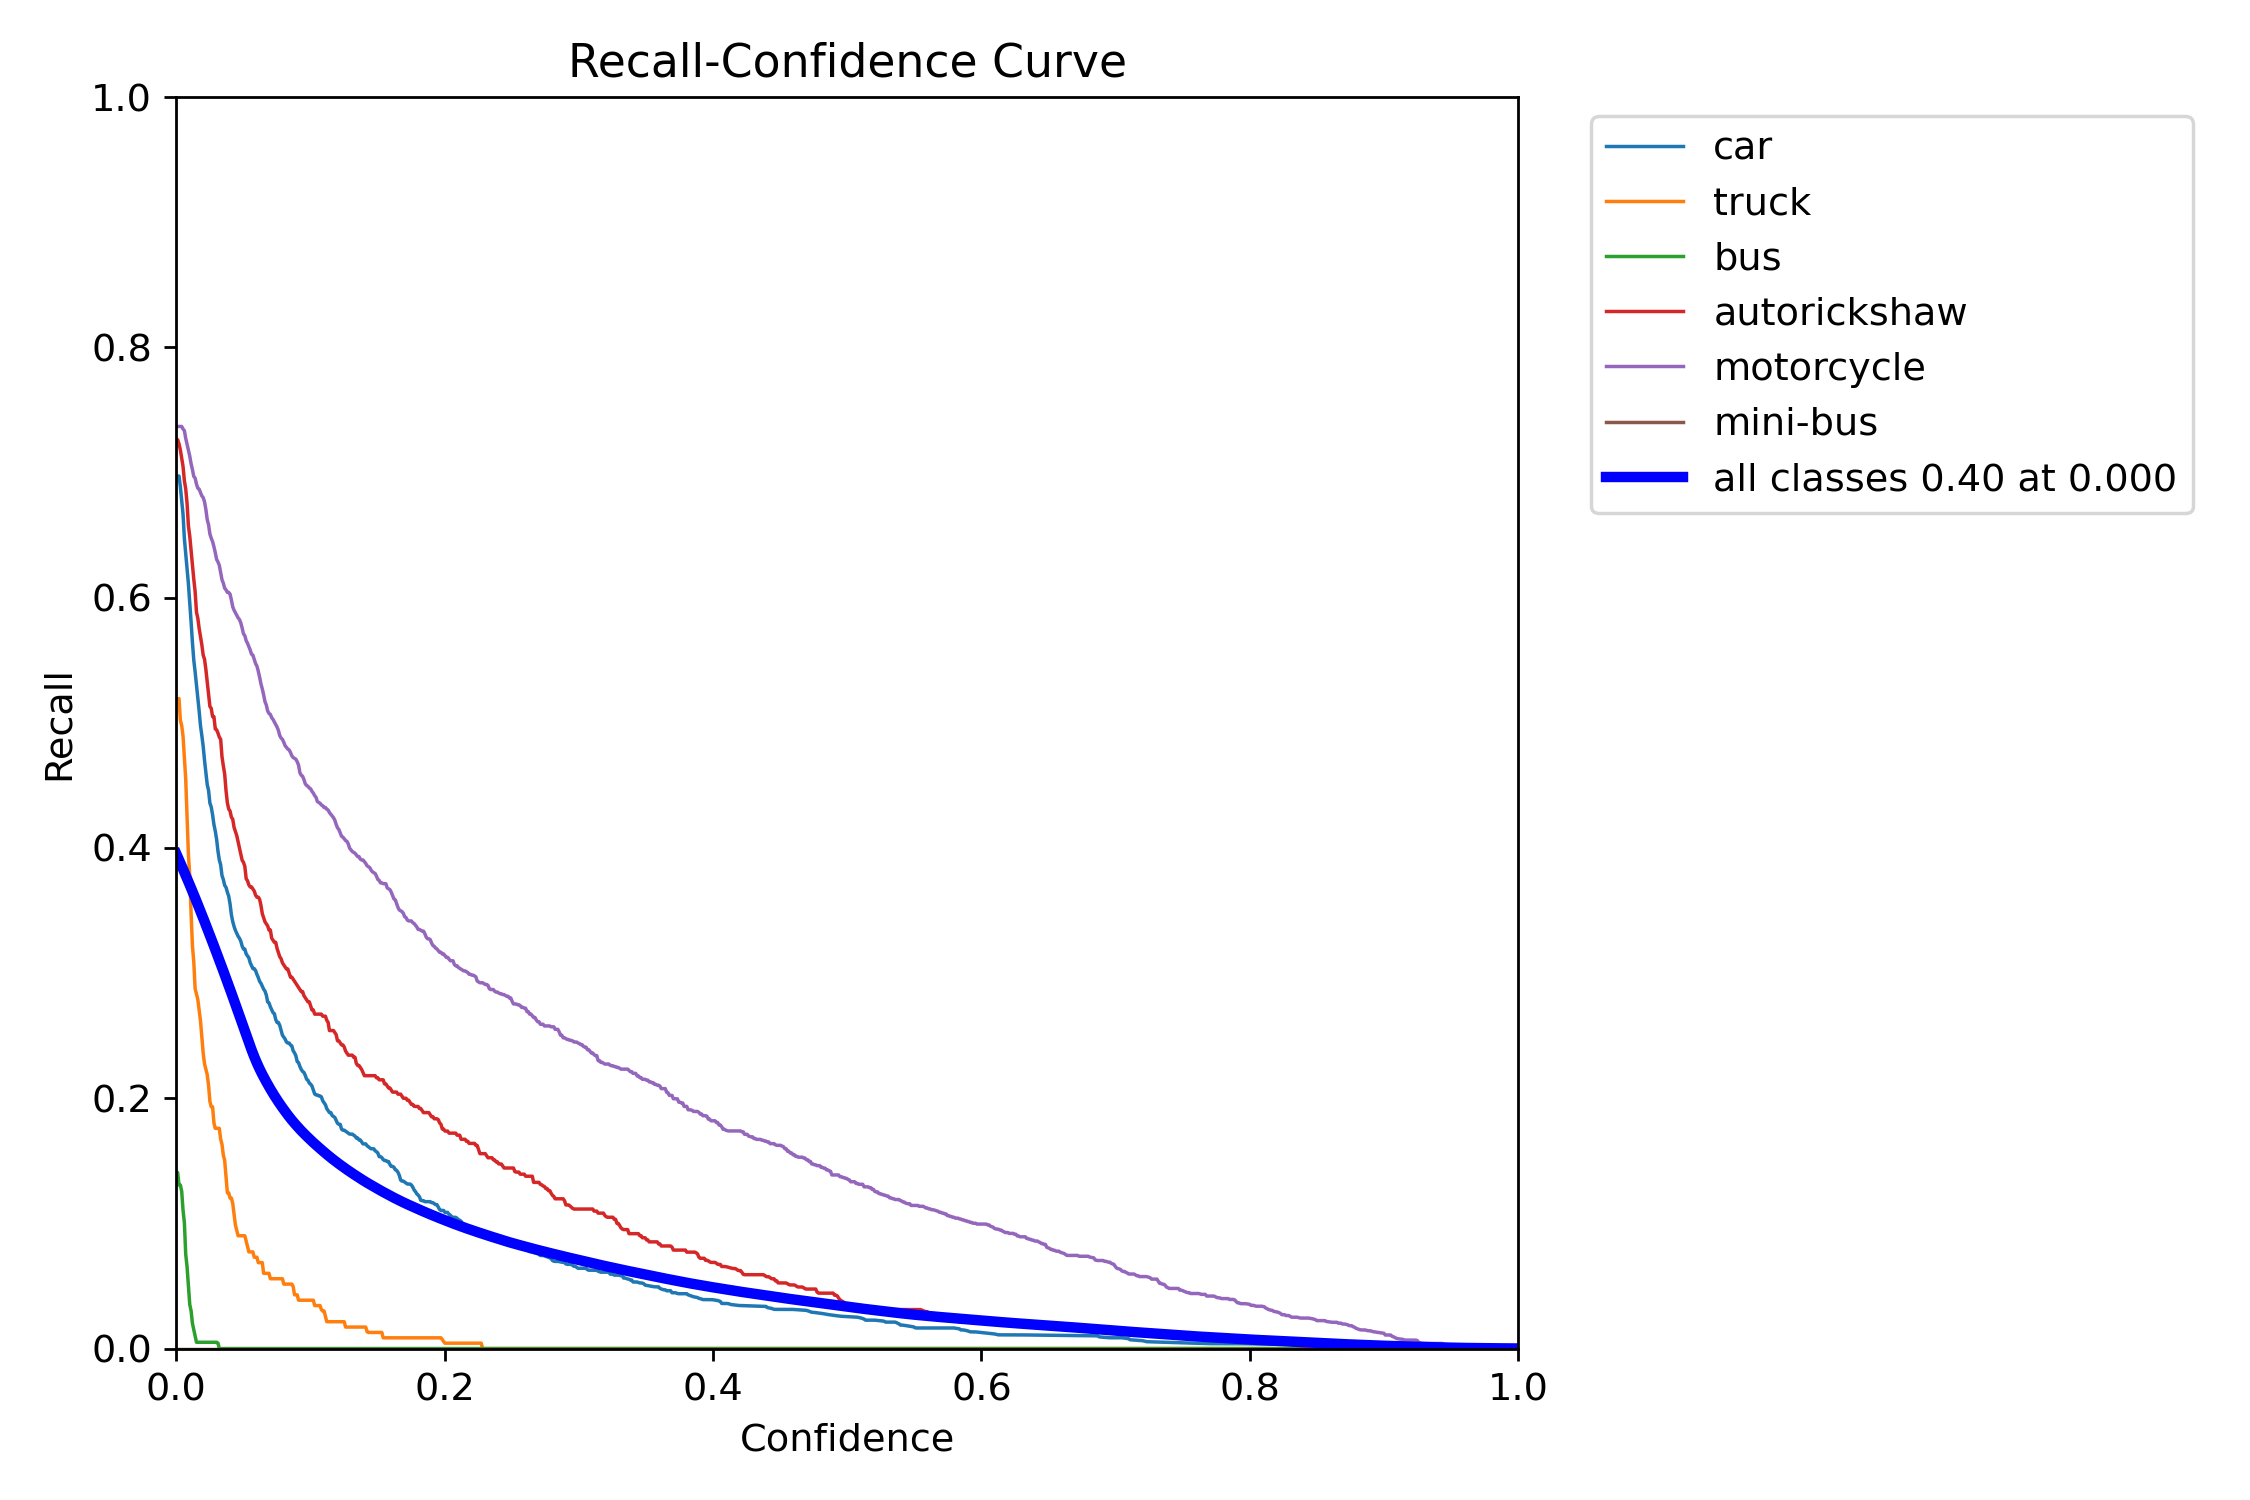 Recall-Confidence Curve
1.0
0.8
0.6
0.4
0.2
0.0
Recall
0.0 0.2 0.4 0.6 0.8 1.0
Confidence
car
truck
bus
autorickshaw
motorcycle
mini-bus
all classes 0.40 at 0.000